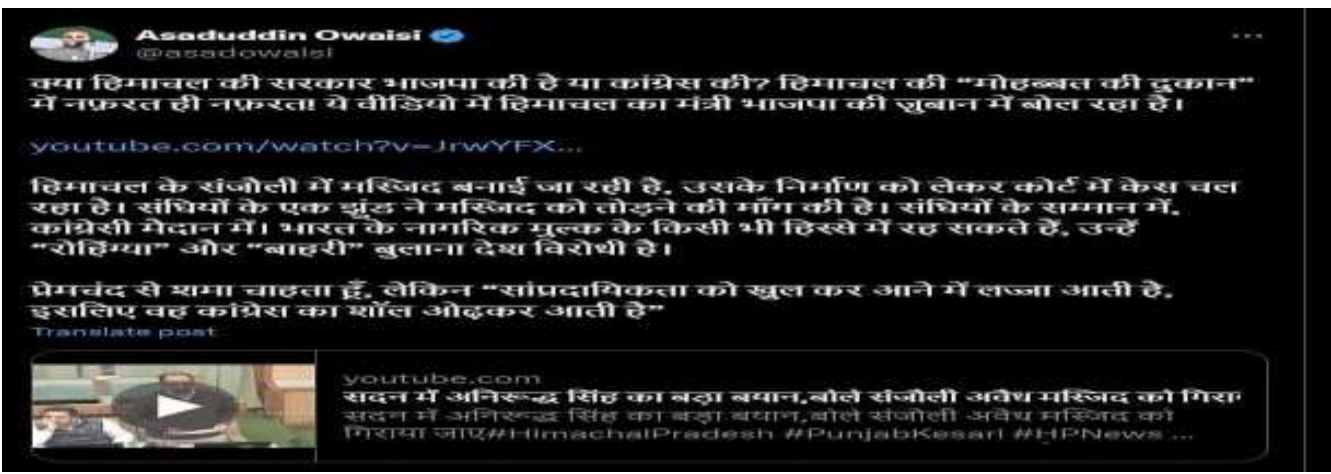 Asaduddin Owaisi
@asadowaisi
क्या हिमाचल की सरकार भाजपा की है या कांग्रेस की? हिमाचल की “मोहब्बत की दुकान”
में नफ़रत ही नफ़रत! ये वीडियो में हिमाचल का मंत्री भाजपा की ज़ुबान में बोल रहा है।
youtube.com/watch?v=JrwYFX...
हिमाचल के संजौली में मस्जिद बनाई जा रही है, उसके निर्माण को लेकर कोर्ट में केस चल
रहा है। संघियों के एक झुंड ने मस्जिद को तोड़ने की माँग की है। संघियों के सम्मान में,
कांग्रेसी मैदान में। भारत के नागरिक मुल्क के किसी भी हिस्से में रह सकते हैं, उन्हें
“रोहिंग्या” और “बाहरी” बुलाना देश विरोधी है।
प्रेमचंद से शमा चाहता हूँ, लेकिन “सांप्रदायिकता को खुल कर आने में लज्जा आती है,
इसलिए वह कांग्रेस का शॉल ओढ़कर आती है”
Translate post
youtube.com
सदन में अनिरूद्ध सिंह का बड़ा बयान,बोले संजौली अवैध मस्जिद को गिरा
सदन में अनिरूद्ध सिंह का बड़ा बयान,बोले संजौली अवैध मस्जिद को
गिराया जाए#HimachalPradesh #PunjabKesari #HPNews ...